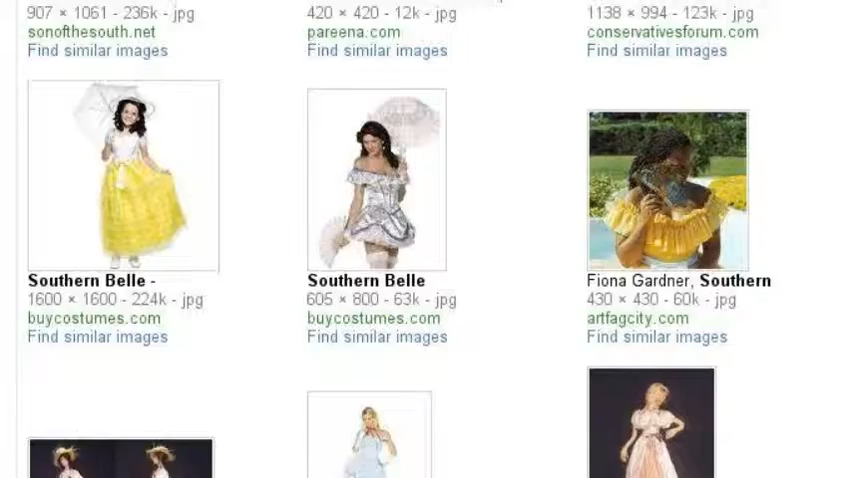 907 × 1061 - 236k - jpg
420 × 420 - 12k - jpg
1138 × 994 - 123k - jpg
sonofthesouth.net
pareena.com
conservativesforum.com
Find similar images
Find similar images
Find similar images
Southern Belle -
Southern Belle
Fiona Gardner, Southern
1600 × 1600 - 224k - jpg
605 × 800 - 63k - jpg
430 × 430 - 60k - jpg
buycostumes.com
buycostumes.com
artfagcity.com
Find similar images
Find similar images
Find similar images